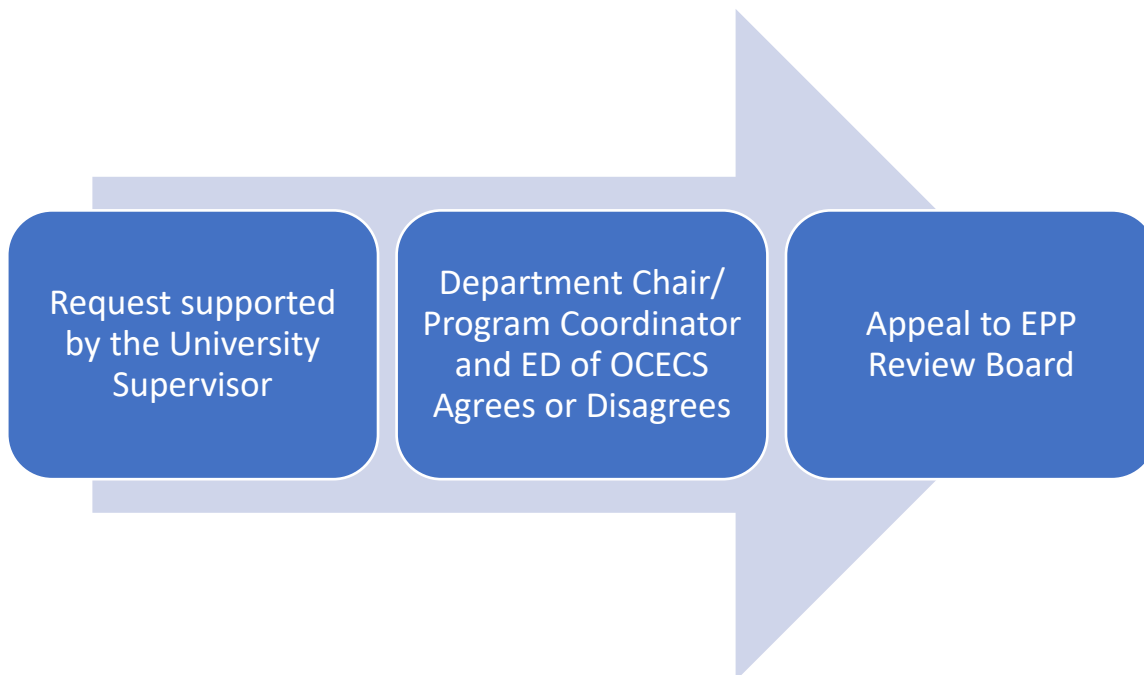 Request supported
by the University
Supervisor
Department Chair/
Program Coordinator
and ED of OCECS
Agrees or Disagrees
Appeal to EPP
Review Board